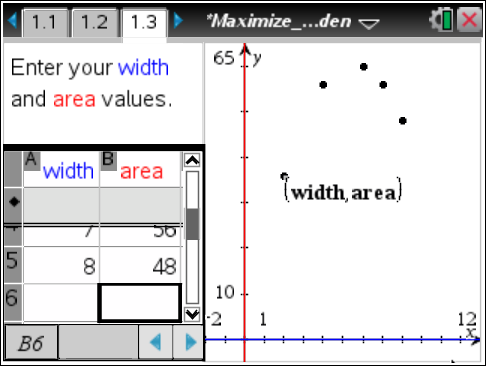 1.1 1.2 1.3 *Maximize_...den
Enter your width
and area values.
A width B area
7 56
5 8 48
6
B6
65 y
(width,area)
10
-2 1 12
x